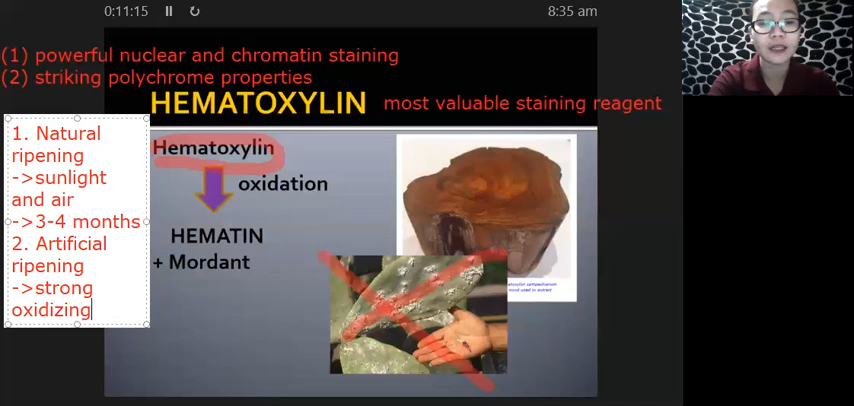 0:11:15
8:35 am
(1) powerful nuclear and chromatin staining
(2) striking polychrome properties
HEMATOXYLIN most valuable staining reagent
1. Natural
ripening
->sunlight
and air
->3-4 months
2. Artificial
ripening
->strong
oxidizing
Hematoxylin
oxidation
HEMATIN
+ Mordant